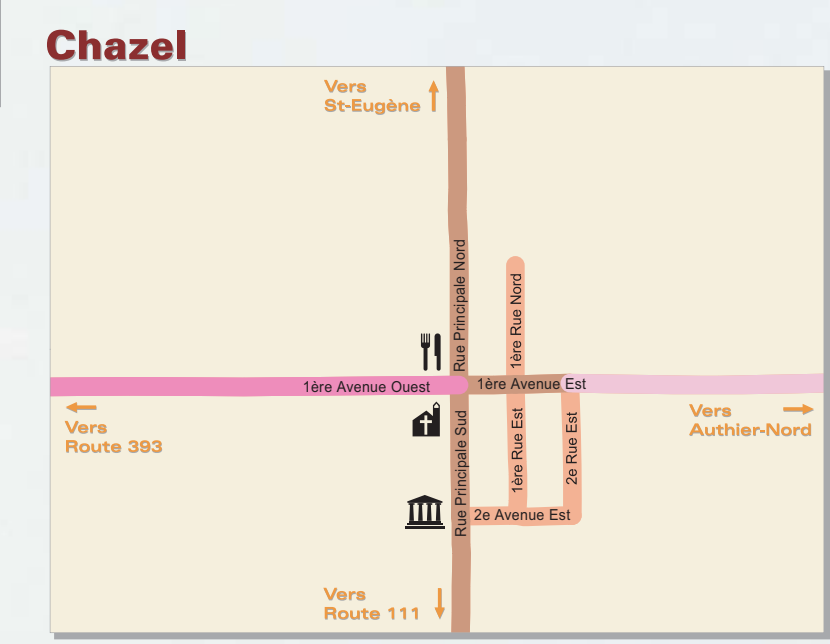 Chazel
Vers
St-Eugène
Rue Principale Nord
1ère Rue Nord
1ère Avenue Ouest
1ère Avenue Est
Vers
Route 393
Rue Principale Sud
1ère Rue Est
2e Rue Est
Vers
Authier-Nord
2e Avenue Est
Vers
Route 111